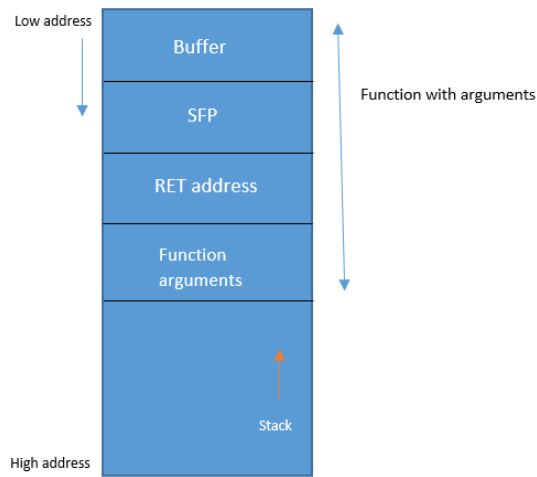 Low address
Buffer
Function with arguments
SFP
RET address
Function
arguments
Stack
High address